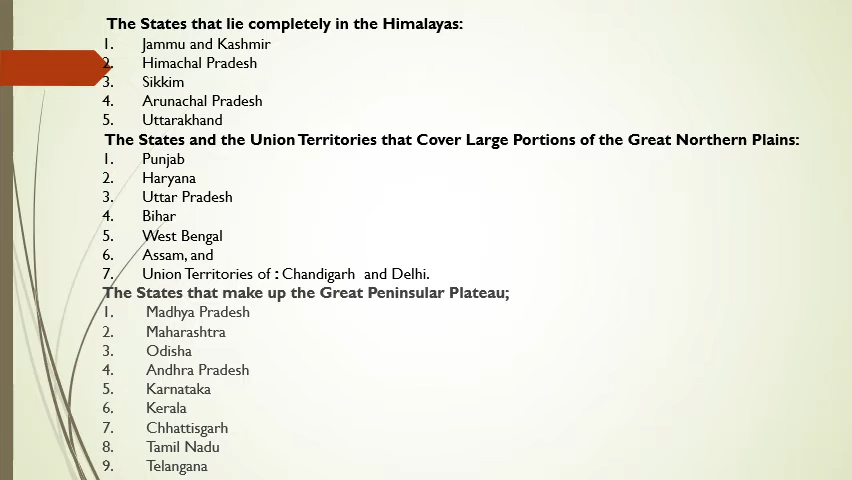 The States that lie completely in the Himalayas:
1. Jammu and Kashmir
2. Himachal Pradesh
3. Sikkim
4. Arunachal Pradesh
5. Uttarakhand
The States and the Union Territories that Cover Large Portions of the Great Northern Plains:
1. Punjab
2. Haryana
3. Uttar Pradesh
4. Bihar
5. West Bengal
6. Assam, and
7. Union Territories of : Chandigarh and Delhi.
The States that make up the Great Peninsular Plateau;
1. Madhya Pradesh
2. Maharashtra
3. Odisha
4. Andhra Pradesh
5. Karnataka
6. Kerala
7. Chhattisgarh
8. Tamil Nadu
9. Telangana